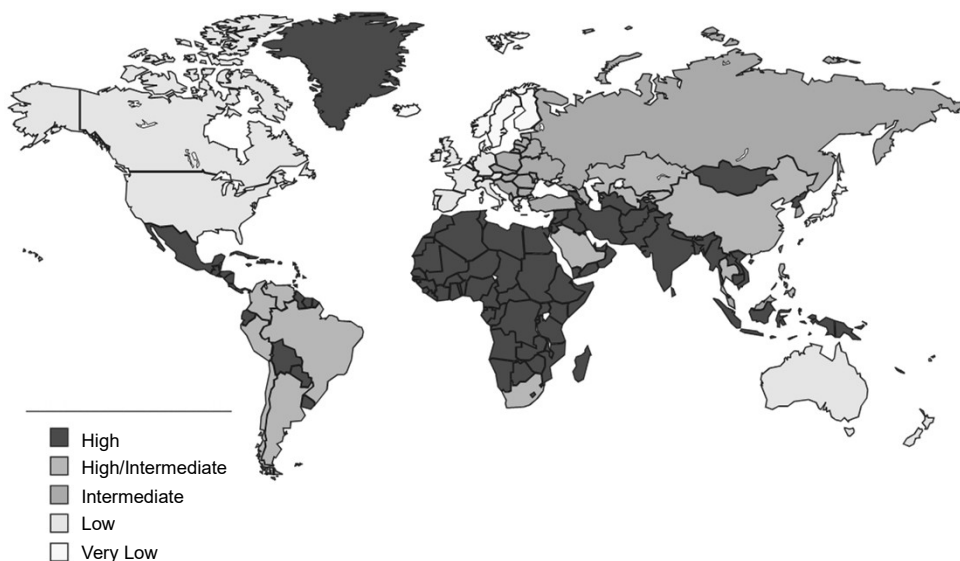 High
High/Intermediate
Intermediate
Low
Very Low